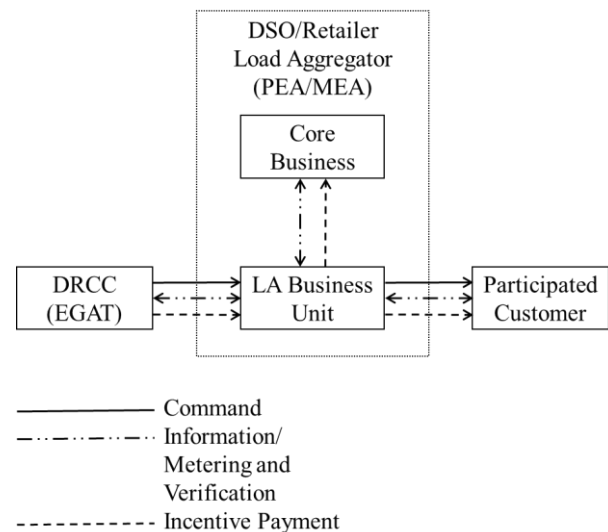 DSO/Retailer
Load Aggregator
(PEA/MEA)
Core
Business
DRCC
(EGAT)
LA Business
Unit
Participated
Customer
Command
Information/
Metering and
Verification
Incentive Payment